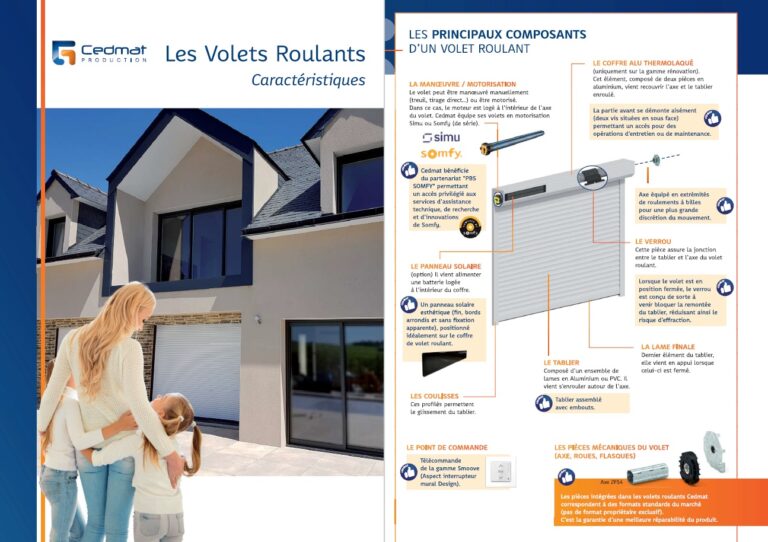 Cedmat
PRODUCTION
Les Volets Roulants
Caractéristiques
LES PRINCIPAUX COMPOSANTS
D'UN VOLET ROULANT
LA MANŒUVRE / MOTORISATION
Le volet peut être manœuvré manuellement
(treuil, tirage direct...) ou être motorisé.
Dans ce cas, le moteur est logé à l'intérieur de l'axe
du volet. Cedmat équipe ses volets en motorisation
Simu ou Somfy (de série).
simu
somfy
Cedmat bénéficie
du partenariat "PBS
SOMFY" permettant
un accès privilégié aux
services d'assistance
technique, de recherche
et d'innovations
de Somfy.
LE PANNEAU SOLAIRE
(option) Il vient alimenter
une batterie logée
à l'intérieur du coffre.
Un panneau solaire
esthétique (fin, bords
arrondis et sans fixation
apparente), positionné
idéalement sur le coffre
de volet roulant.
LES COULISSES
Ces profilés permettent
le glissement du tablier.
LE POINT DE COMMANDE
Télécommande
de la gamme Smoove
(Aspect interrupteur
mural Design).
LE COFFRE ALU THERMOLAQUÉ
(uniquement sur la gamme rénovation).
Cet élément, composé de deux pièces en
aluminium, vient recouvrir l'axe et le tablier
enroulé.
La partie avant se démonte aisément
(deux vis situées en sous face)
permettant un accès pour des
opérations d'entretien ou de maintenance.
Axe équipé en extrémités
de roulements à billes
pour une plus grande
discrétion du mouvement.
LE VERROU
Cette pièce assure la jonction
entre le tablier et l'axe du volet
roulant.
Lorsque le volet est en
position fermée, le verrou
est conçu de sorte à
venir bloquer la remontée
du tablier, réduisant ainsi le
risque d'effraction.
LA LAME FINALE
Dernier élément du tablier,
elle vient en appui lorsque
celui-ci est fermé.
LE TABLIER
Composé d'un ensemble de
lames en Aluminium ou PVC. Il
vient s'enrouler autour de l'axe.
Tablier assemblé
avec embouts.
LES PIÈCES MÉCANIQUES DU VOLET
(AXE, ROUES, FLASQUES)
Axe ZF54
Les pièces intégrées dans les volets roulants Cedmat
correspondent à des formats standards du marché
(pas de format propriétaire exclusif).
C'est la garantie d'une meilleure réparabilité du produit.